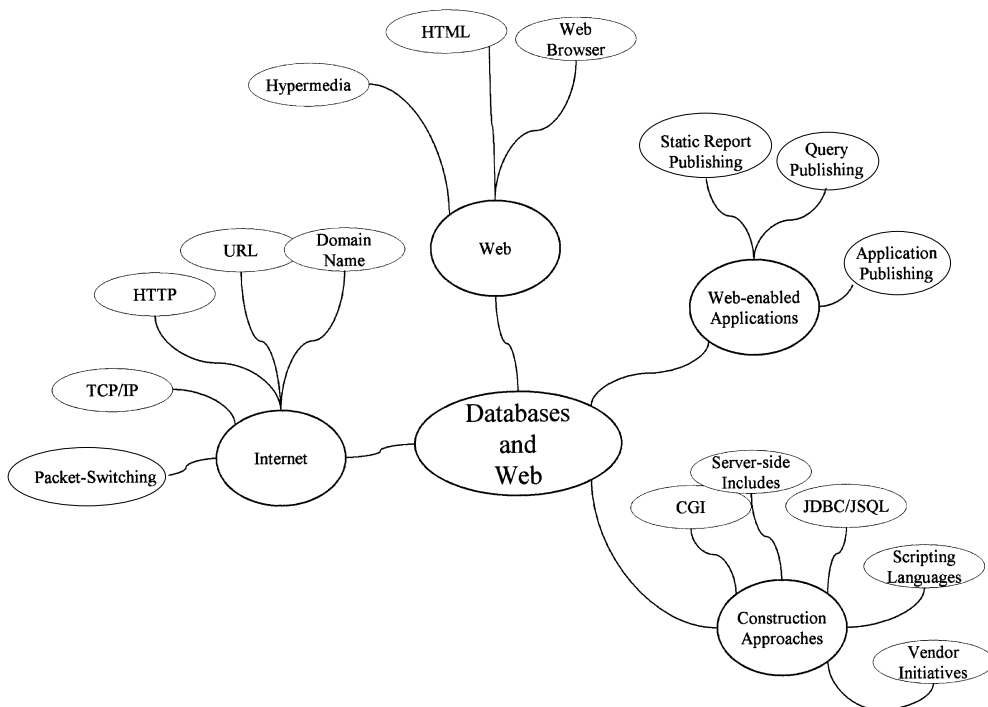 HTML
Web
Browser
Hypermedia
Static Report
Publishing
Query
Publishing
Web
URL
Domain
Name
Application
Publishing
HTTP
Web-enabled
Applications
TCP/IP
Databases
and
Web
Internet
Packet-Switching
Server-side
Includes
CGI
JDBC/JSQL
Scripting
Languages
Construction
Approaches
Vendor
Initiatives